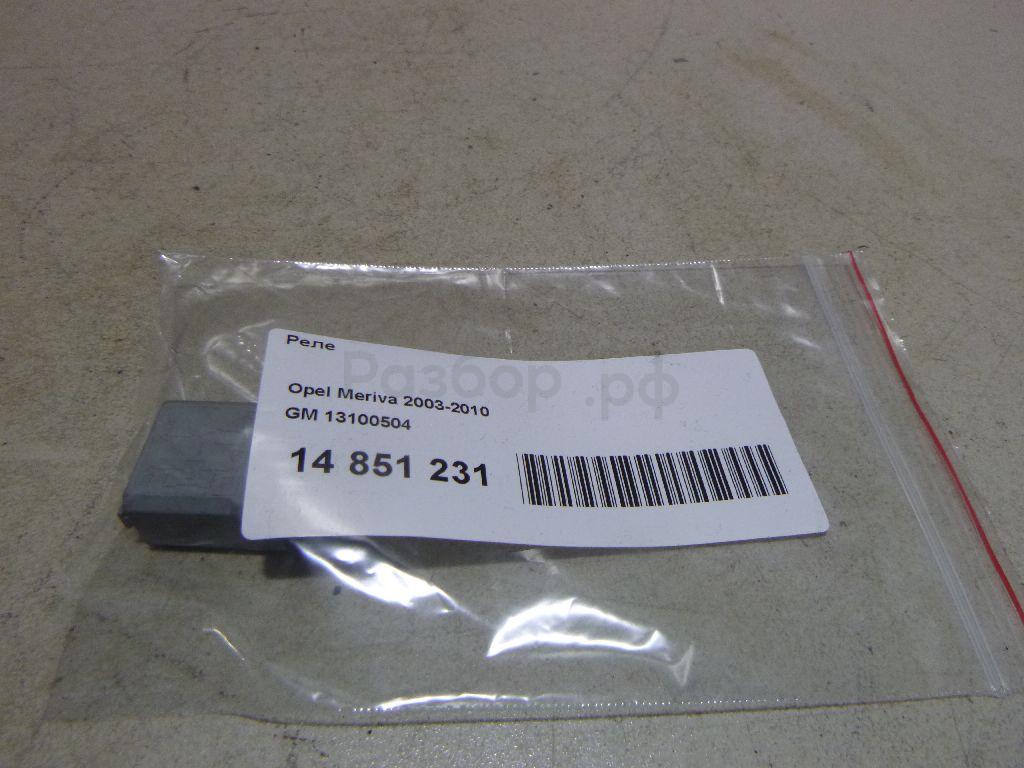 Реле
Разбор.рф
Opel Meriva 2003-2010
GM 13100504
14 851 231